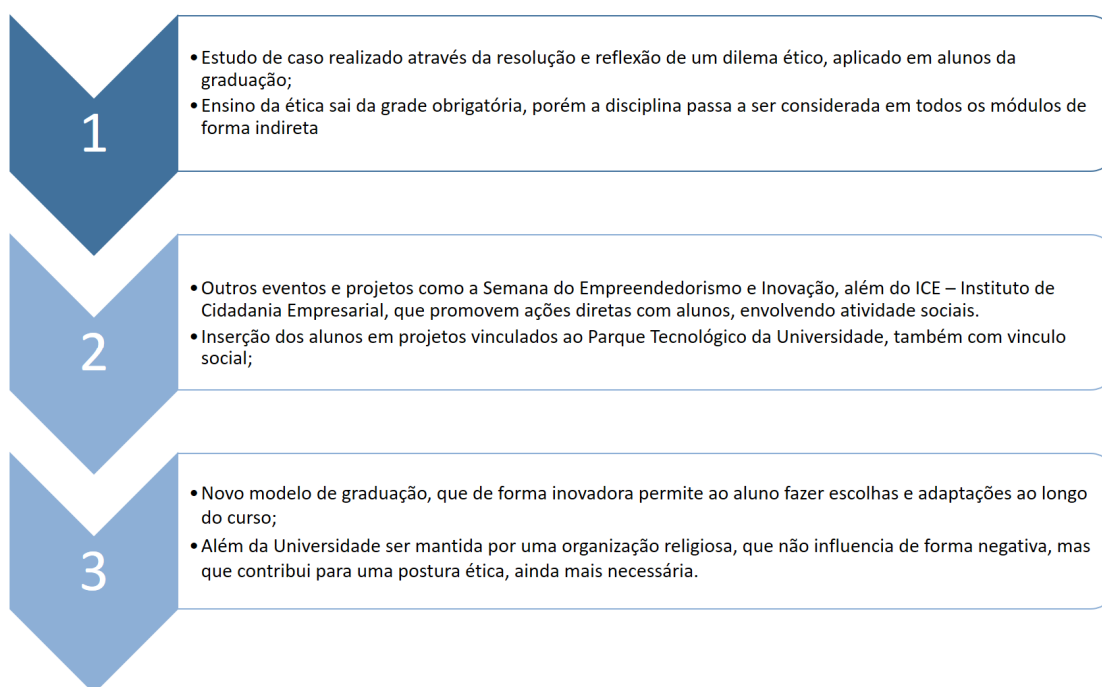 1
•Estudo de caso realizado através da resolução e reflexão de um dilema ético, aplicado em alunos da
graduação;
•Ensino da ética sai da grade obrigatória, porém a disciplina passa a ser considerada em todos os módulos de
forma indireta
2
•Outros eventos e projetos como a Semana do Empreendedorismo e Inovação, além do ICE – Instituto de
Cidadania Empresarial, que promovem ações diretas com alunos, envolvendo atividade sociais.
•Inserção dos alunos em projetos vinculados ao Parque Tecnológico da Universidade, também com vinculo
social;
3
•Novo modelo de graduação, que de forma inovadora permite ao aluno fazer escolhas e adaptações ao longo
do curso;
•Além da Universidade ser mantida por uma organização religiosa, que não influencia de forma negativa, mas
que contribui para uma postura ética, ainda mais necessária.